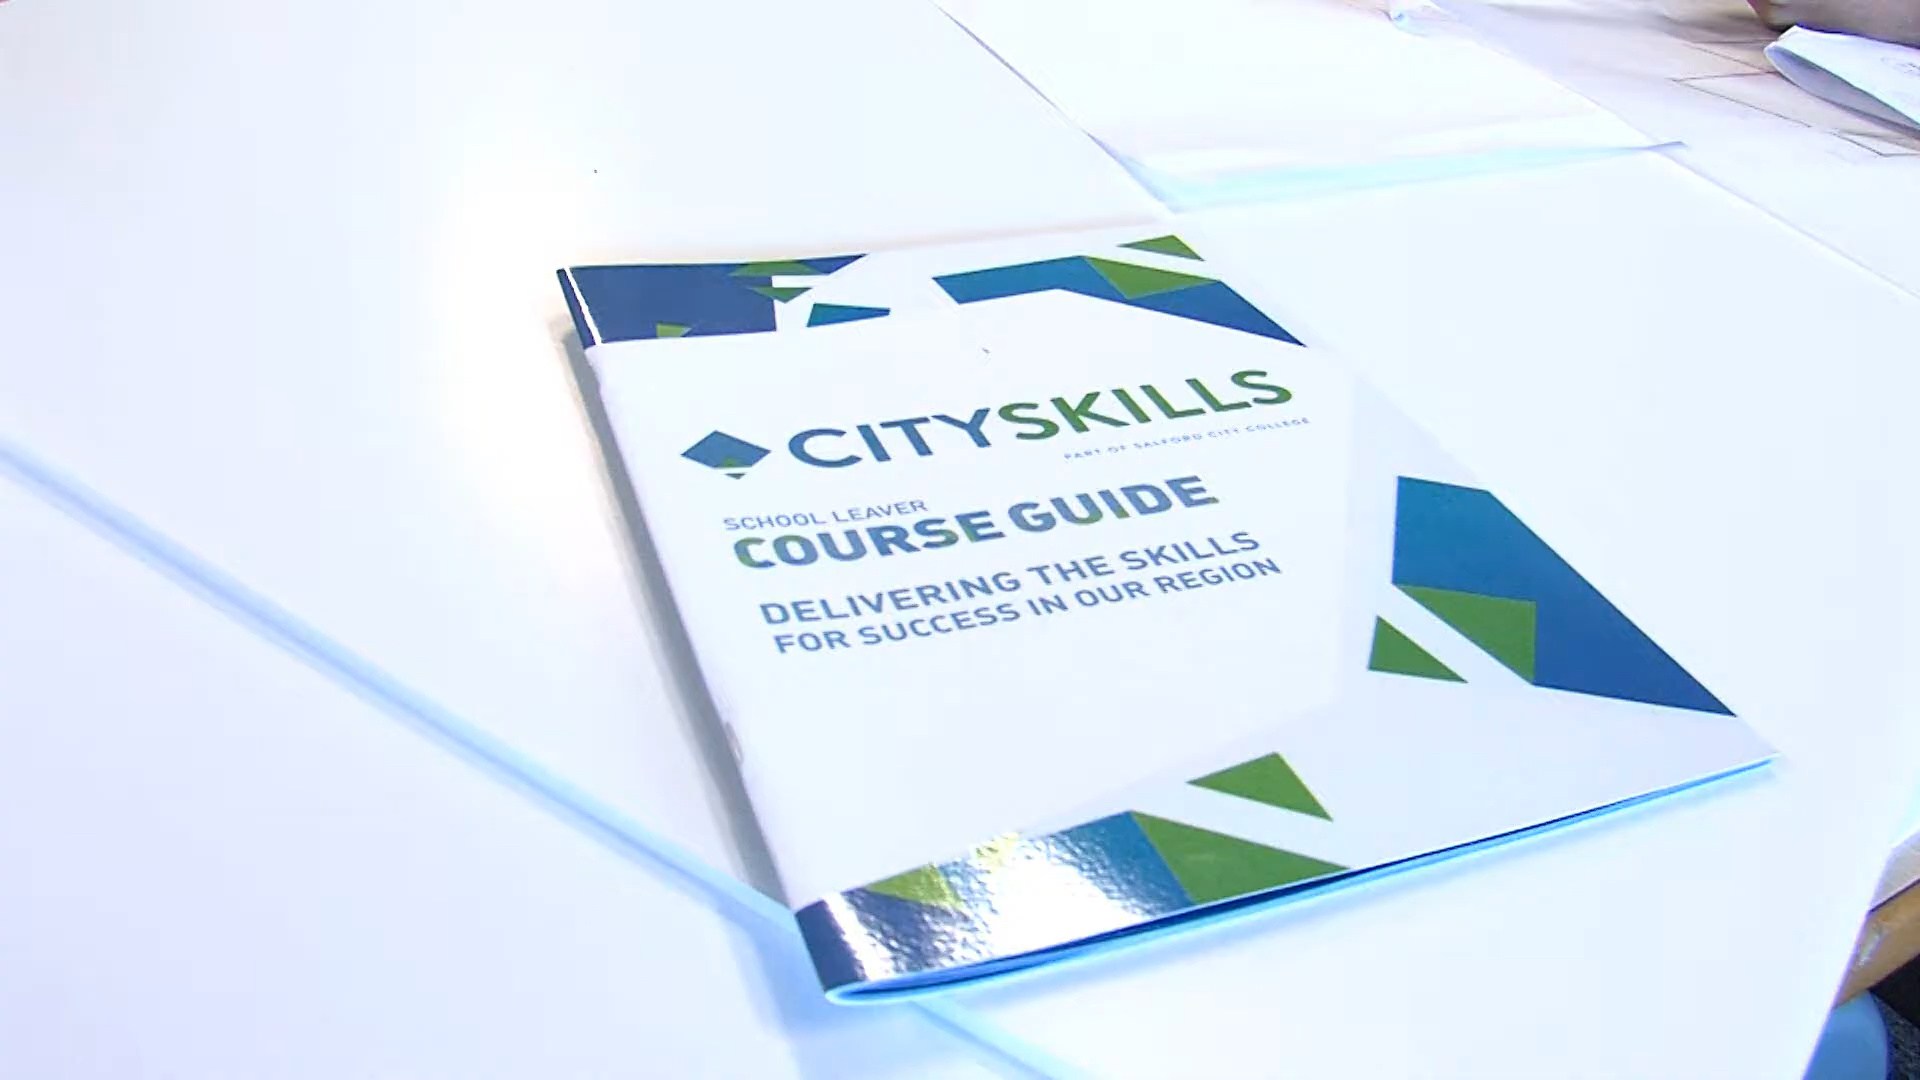 CITYSKILLS
PART OF SALFORD CITY COLLEGE
SCHOOL LEAVER
COURSE GUIDE
DELIVERING THE SKILLS
FOR SUCCESS IN OUR REGION